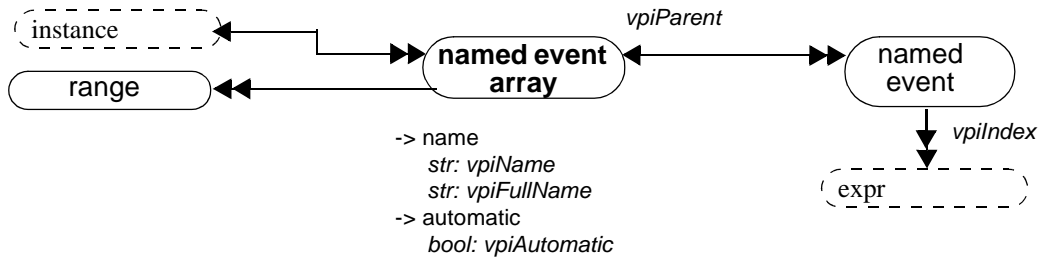 vpiParent
instance
named event
array
named
event
range
vpiIndex
-> name
str: vpiName
str: vpiFullName
-> automatic
bool: vpiAutomatic
expr